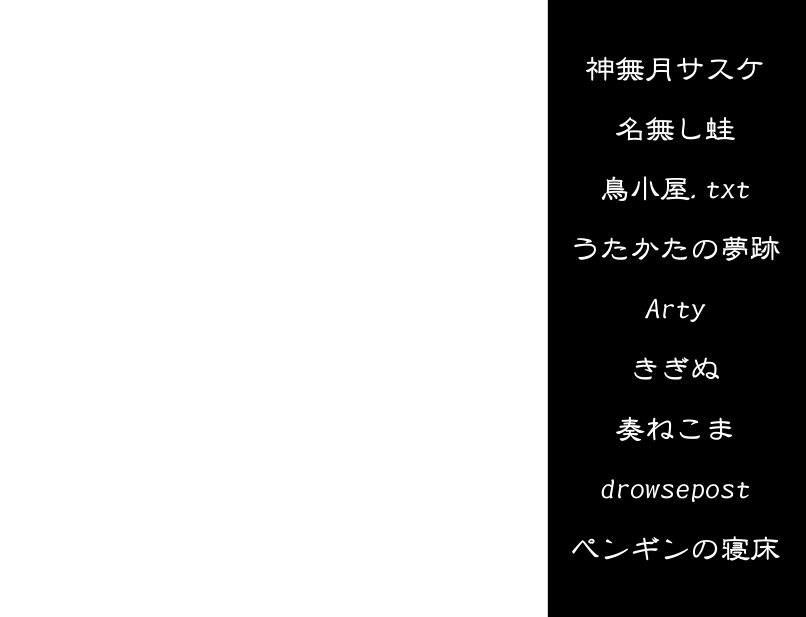 神無月サスケ
名無し蛙
鳥小屋.txt
うたかたの夢跡
Arty
きぎぬ
奏ねこま
drowsepost
ペンギンの寝床